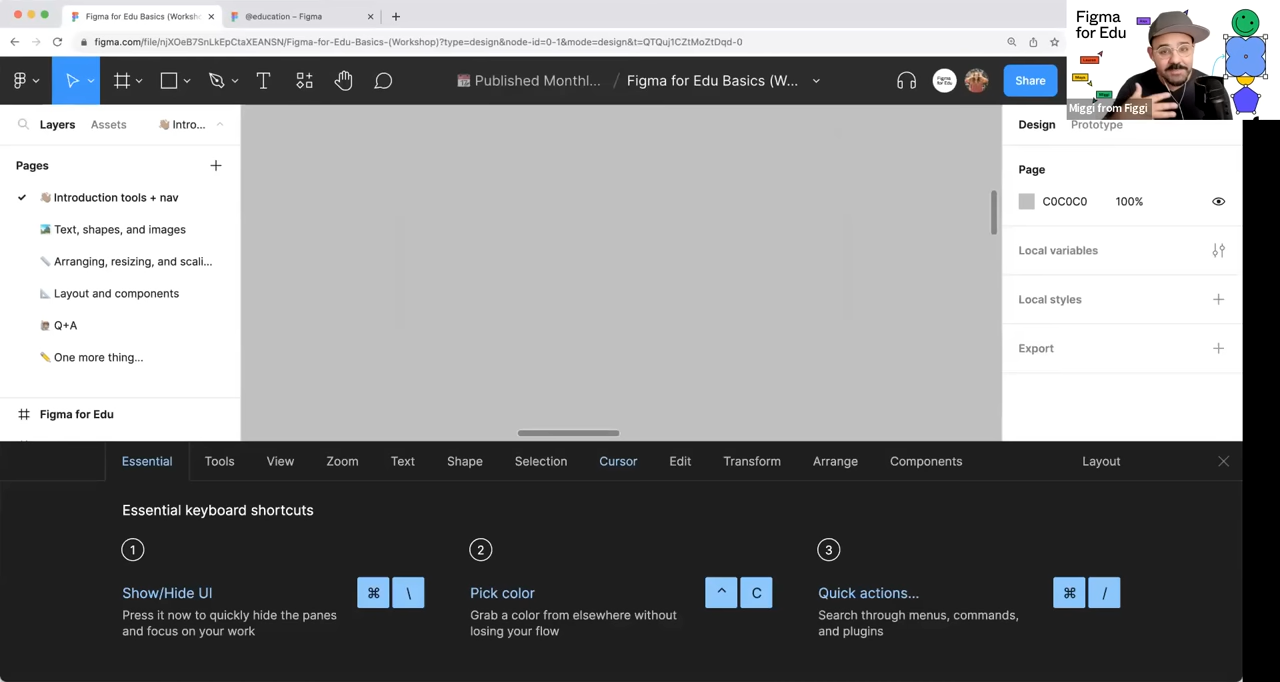 Figma for Edu Basics (Worksh
@education – Figma
figma.com/file/njXOeB7SnLkEpCtaXEANSN/Figma-for-Edu-Basics-(Workshop)?type=design&node-id=0-1&mode=design&t=QTQuj1CZtMoZtDqd-0
Published Monthl... / Figma for Edu Basics (W...
Share
Figma
for Edu
Miggi from Figgi
Layers Assets Intro...
Pages
Introduction tools + nav
Text, shapes, and images
Arranging, resizing, and scali...
Layout and components
Q+A
One more thing...
Figma for Edu
Design Prototype
Page
C0C0C0 100%
Local variables
Local styles
Export
Essential Tools View Zoom Text Shape Selection Cursor Edit Transform Arrange Components Layout
Essential keyboard shortcuts
1
Show/Hide UI ⌘ \
Press it now to quickly hide the panes
and focus on your work
2
Pick color ^ C
Grab a color from elsewhere without
losing your flow
3
Quick actions... ⌘ /
Search through menus, commands,
and plugins